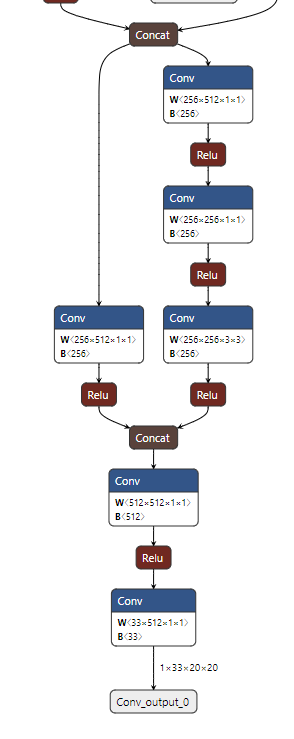 Concat
Conv
W⟨256×512×1×1⟩
B⟨256⟩
Relu
Conv
W⟨256×256×1×1⟩
B⟨256⟩
Relu
Conv
W⟨256×512×1×1⟩
B⟨256⟩
Conv
W⟨256×256×3×3⟩
B⟨256⟩
Relu
Relu
Concat
Conv
W⟨512×512×1×1⟩
B⟨512⟩
Relu
Conv
W⟨33×512×1×1⟩
B⟨33⟩
1×33×20×20
Conv_output_0